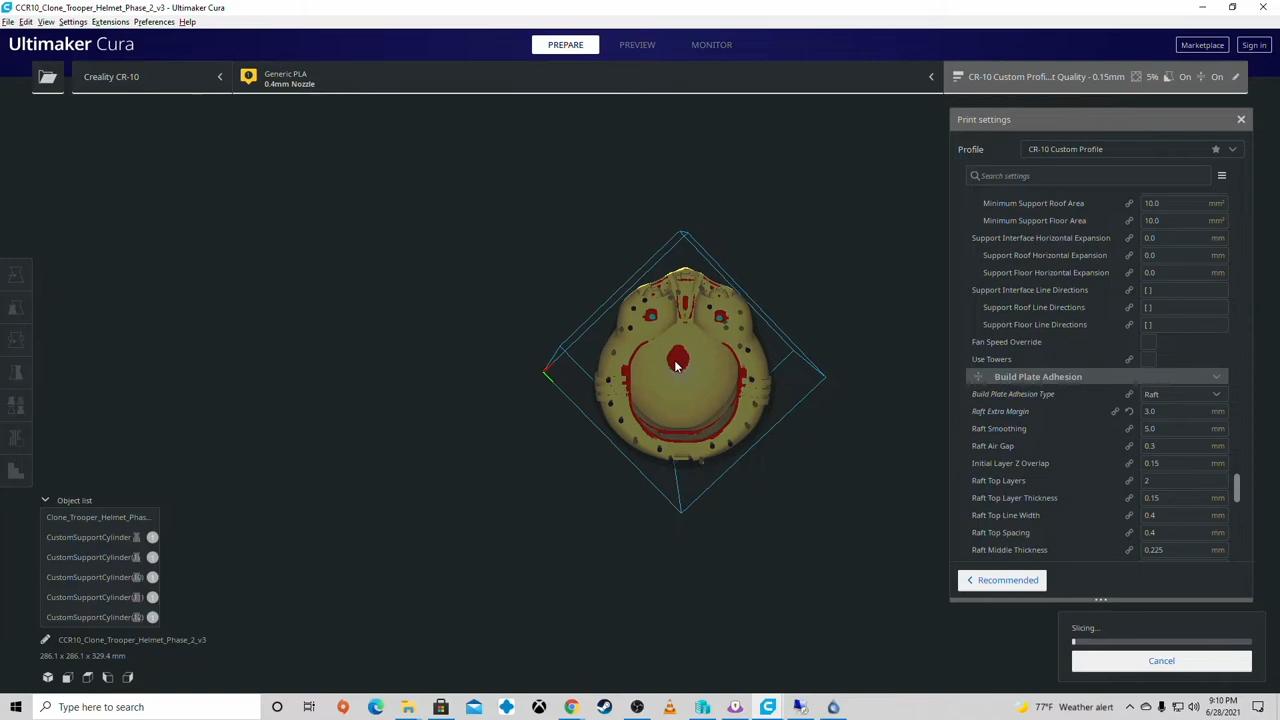 CCR10_Clone_Trooper_Helmet_Phase_2_v3 - Ultimaker Cura
File Edit View Settings Extensions Preferences Help
Ultimaker Cura
PREPARE PREVIEW MONITOR
Marketplace Sign in
Creality CR-10
Generic PLA
0.4mm Nozzle
CR-10 Custom Profi...t Quality - 0.15mm 5% On On
Print settings
Profile CR-10 Custom Profile
Search settings
Minimum Support Roof Area 10.0 mm²
Minimum Support Floor Area 10.0 mm²
Support Interface Horizontal Expansion 0.0 mm
Support Roof Horizontal Expansion 0.0 mm
Support Floor Horizontal Expansion 0.0 mm
Support Interface Line Directions [ ]
Support Roof Line Directions [ ]
Support Floor Line Directions [ ]
Fan Speed Override
Use Towers
Build Plate Adhesion
Build Plate Adhesion Type Raft
Raft Extra Margin 3.0 mm
Raft Smoothing 5.0 mm
Raft Air Gap 0.3 mm
Initial Layer Z Overlap 0.15 mm
Raft Top Layers 2
Raft Top Layer Thickness 0.15 mm
Raft Top Line Width 0.4 mm
Raft Top Spacing 0.4 mm
Raft Middle Thickness 0.225 mm
Recommended
Object list
Clone_Trooper_Helmet_Phas...
CustomSupportCylinder 1
CustomSupportCylinder( 1
CustomSupportCylinder( 1
CustomSupportCylinder( 1
CustomSupportCylinder( 1
CCR10_Clone_Trooper_Helmet_Phase_2_v3
286.1 x 286.1 x 329.4 mm
Slicing...
Cancel
Type here to search
77°F Weather alert
9:10 PM
6/28/2021